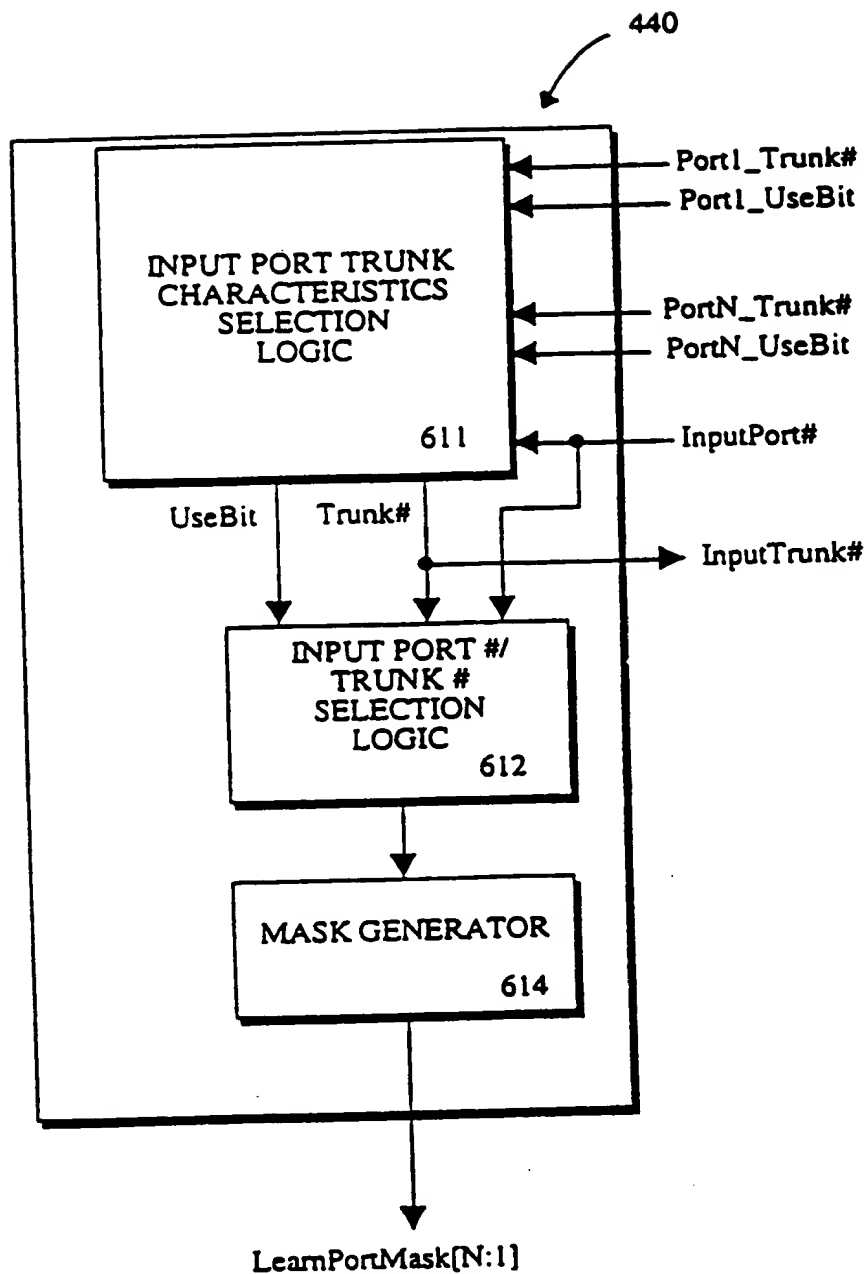 440
Port1_Trunk#
Port1_UseBit
INPUT PORT TRUNK
CHARACTERISTICS
SELECTION
LOGIC
611
PortN_Trunk#
PortN_UseBit
InputPort#
UseBit
Trunk#
InputTrunk#
INPUT PORT #/
TRUNK #
SELECTION
LOGIC
612
MASK GENERATOR
614
LearnPortMask[N:1]